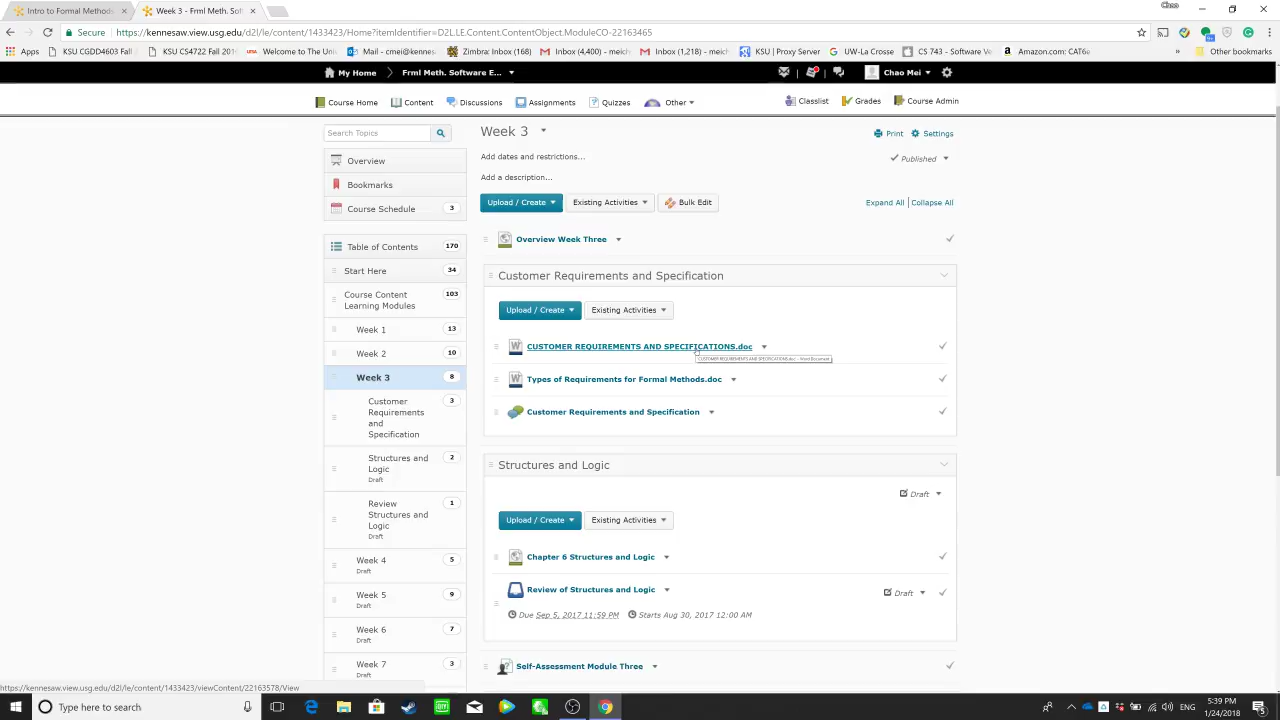 Chao
Intro to Formal Methods
Week 3 - Frml Meth. Soft
Secure
https://kennesaw.view.usg.edu/d2l/le/content/1433423/Home?itemIdentifier=D2L.LE.Content.ContentObject.ModuleCO-22163465
Apps
KSU CGDD4603 Fall
KSU CS4722 Fall 201
Welcome to The Uni
Mail - cmei@kennes
Zimbra: Inbox (168)
Inbox (4,400) - meich
Inbox (1,218) - meich
KSU | Proxy Server
UW-La Crosse
CS 743 - Software Ve
Amazon.com: CAT6e
»
Other bookmarks
My Home
Frml Meth. Software E...
Chao Mei
Course Home
Content
Discussions
Assignments
Quizzes
Other
Classlist
Grades
Course Admin
Search Topics
Overview
Bookmarks
Course Schedule 3
Table of Contents 170
Start Here 34
Course Content
Learning Modules
103
Week 1 13
Week 2 10
Week 3 8
Customer
Requirements
and
Specification
3
Structures and
Logic
2
Draft
Review
Structures and
Logic
1
Draft
Week 4 5
Draft
Week 5 9
Draft
Week 6 7
Draft
Week 7 3
Draft
Week 3
Print
Settings
Add dates and restrictions...
Published
Add a description...
Upload / Create
Existing Activities
Bulk Edit
Expand All | Collapse All
Overview Week Three
Customer Requirements and Specification
Upload / Create
Existing Activities
CUSTOMER REQUIREMENTS AND SPECIFICATIONS.doc
'CUSTOMER REQUIREMENTS AND SPECIFICATIONS.doc' - Word Document
Types of Requirements for Formal Methods.doc
Customer Requirements and Specification
Structures and Logic
Draft
Upload / Create
Existing Activities
Chapter 6 Structures and Logic
Review of Structures and Logic
Draft
Due Sep 5, 2017 11:59 PM
Starts Aug 30, 2017 12:00 AM
Self-Assessment Module Three
https://kennesaw.view.usg.edu/d2l/le/content/1433423/viewContent/22163578/View
Type here to search
ENG
5:39 PM
1/24/2018